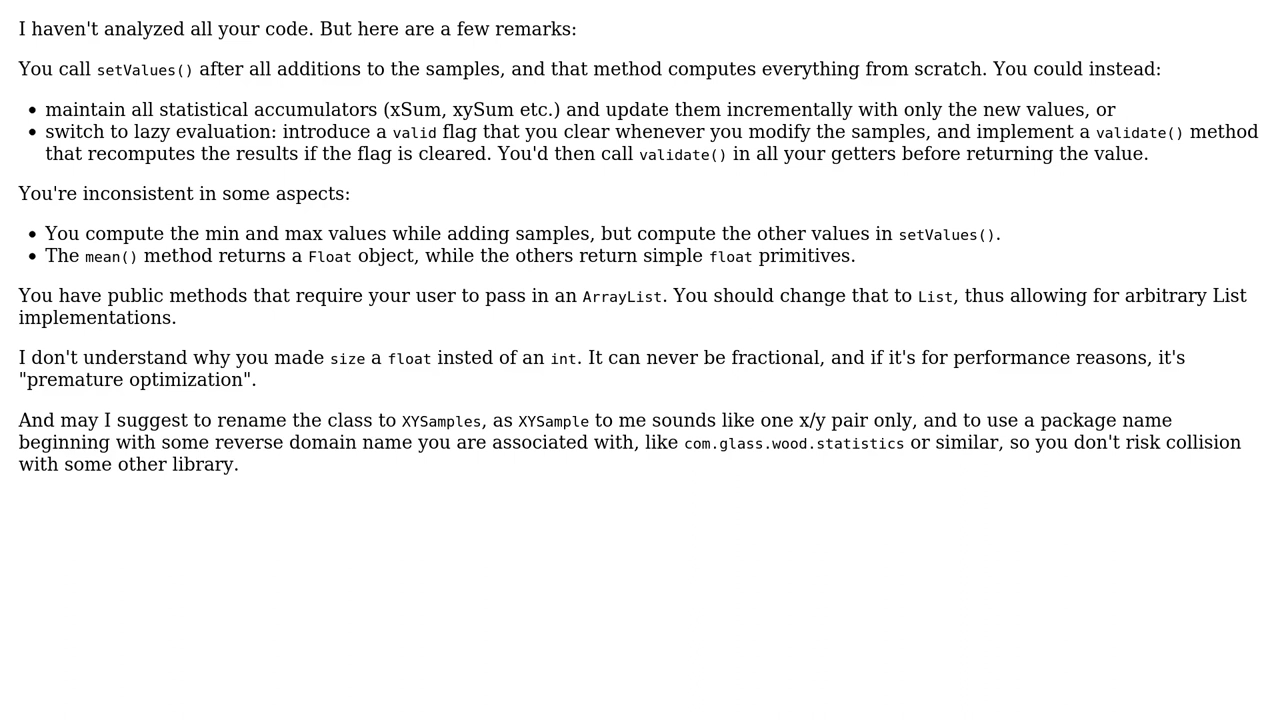 I haven't analyzed all your code. But here are a few remarks:
You call setValues() after all additions to the samples, and that method computes everything from scratch. You could instead:
• maintain all statistical accumulators (xSum, xySum etc.) and update them incrementally with only the new values, or
• switch to lazy evaluation: introduce a valid flag that you clear whenever you modify the samples, and implement a validate() method
that recomputes the results if the flag is cleared. You'd then call validate() in all your getters before returning the value.
You're inconsistent in some aspects:
• You compute the min and max values while adding samples, but compute the other values in setValues().
• The mean() method returns a Float object, while the others return simple float primitives.
You have public methods that require your user to pass in an ArrayList. You should change that to List, thus allowing for arbitrary List
implementations.
I don't understand why you made size a float insted of an int. It can never be fractional, and if it's for performance reasons, it's
"premature optimization".
And may I suggest to rename the class to XYSamples, as XYSample to me sounds like one x/y pair only, and to use a package name
beginning with some reverse domain name you are associated with, like com.glass.wood.statistics or similar, so you don't risk collision
with some other library.